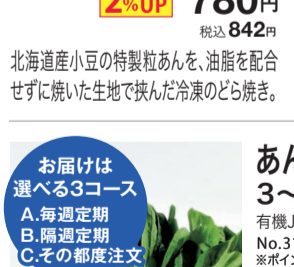 2%UP 780円
税込842円
北海道産小豆の特製粒あんを、油脂を配合
せずに焼いた生地で挟んだ冷凍のどら焼き。
お届けは
選べる3コース
A.毎週定期
B.隔週定期
C.その都度注文
あん
3〜
有機J
No.3
※ポイン